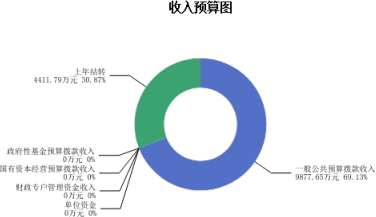 收入预算图
上年结转
4411.79万元 30.87%
政府性基金预算拨款收入
0万元 0%
国有资本经营预算拨款收入
0万元 0%
财政专户管理资金收入
0万元 0%
单位资金
0万元 0%
一般公共预算拨款收入
9877.65万元 69.13%